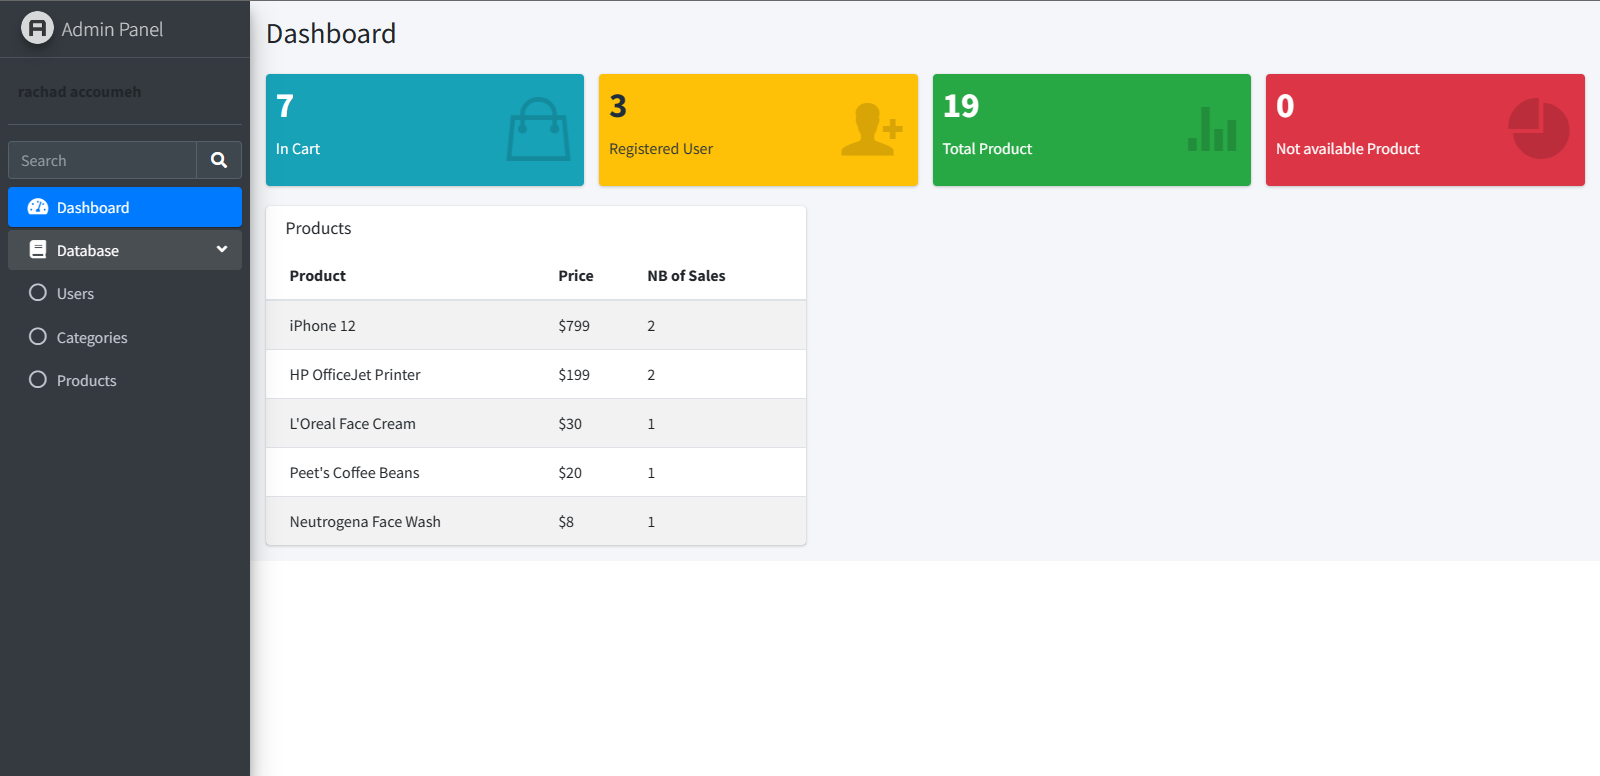 Admin Panel
rachad accoumeh
Search
Dashboard
Database
Users
Categories
Products
Dashboard
7
In Cart
3
Registered User
19
Total Product
0
Not available Product
Products
Product Price NB of Sales
iPhone 12 $799 2
HP OfficeJet Printer $199 2
L'Oreal Face Cream $30 1
Peet's Coffee Beans $20 1
Neutrogena Face Wash $8 1